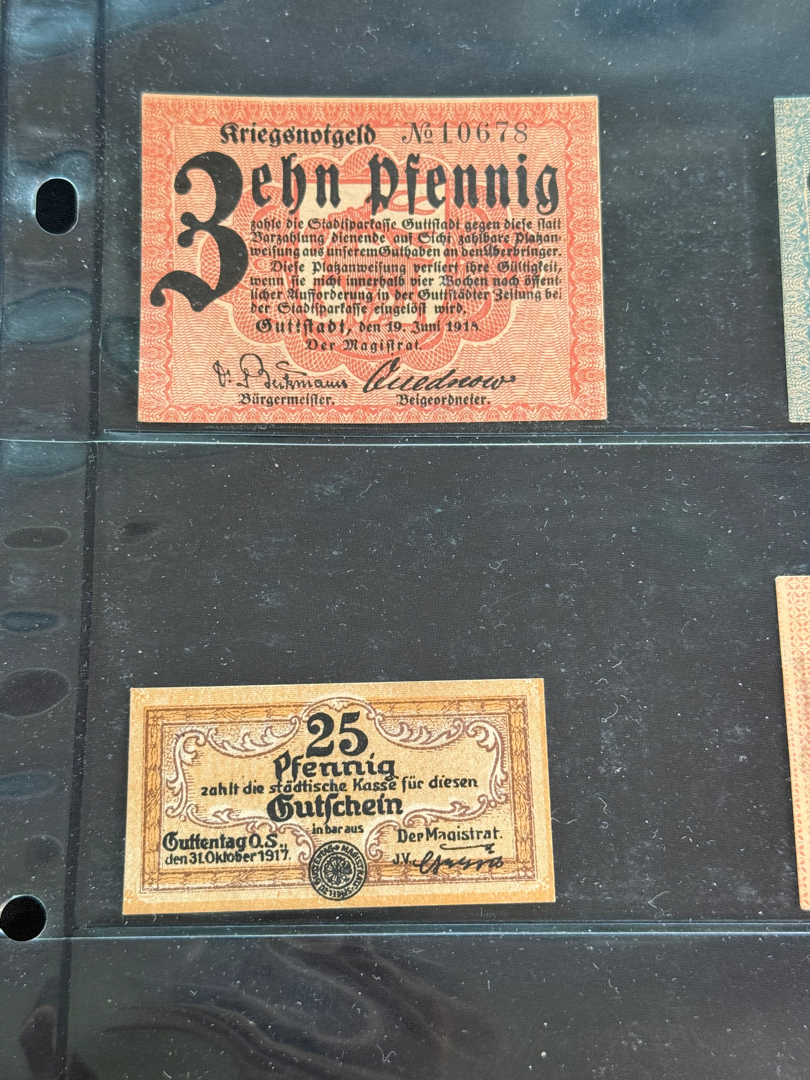 Kriegsnotgeld № 10678
Zehn Pfennig
zahle die Stadtsparkasse Guttstadt gegen diese statt
Barzahlung dienende auf Sicht zahlbare Platzan-
weisung aus unserem Guthaben an den Überbringer.
Diese Platzanweisung verliert ihre Gültigkeit,
wenn sie nicht innerhalb vier Wochen nach öffent-
licher Aufforderung in der Guttstädter Zeitung bei
der Stadtsparkasse eingelöst wird.
Guttstadt, den 19. Juni 1918.
Der Magistrat.
Bürgermeister. Beigeordneter.
25
Pfennig
zahlt die städtische Kasse für diesen
Gutschein
in bar aus
Guttentag O.S., Der Magistrat.
den 31. Oktober 1917. J.V.